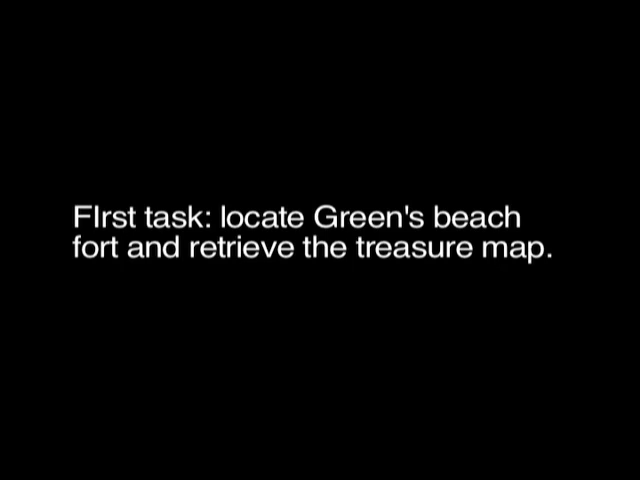 FIrst task: locate Green's beach
fort and retrieve the treasure map.